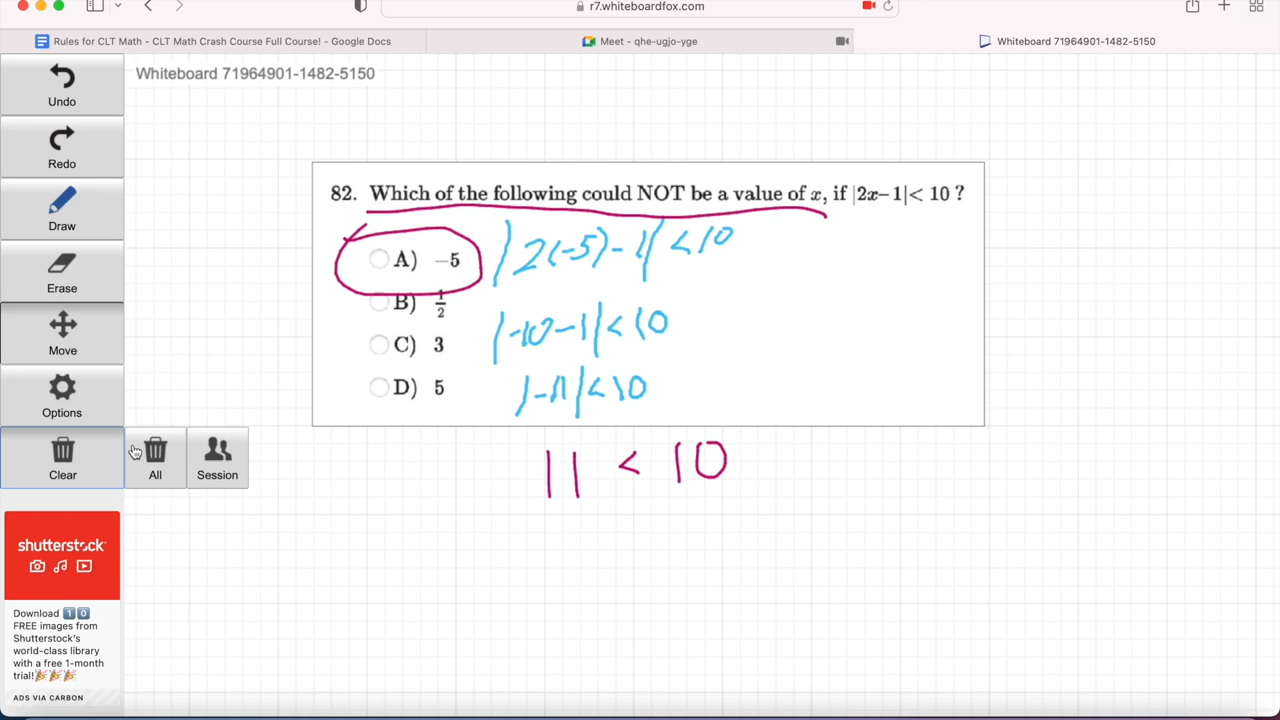 r7.whiteboardfox.com
Rules for CLT Math - CLT Math Crash Course Full Course! - Google Docs
Meet - qhe-ugjo-yge
Whiteboard 71964901-1482-5150
Undo
Whiteboard 71964901-1482-5150
Redo
Draw
Erase
Move
Options
Clear
All
Session
82. Which of the following could NOT be a value of x, if |2x−1|< 10 ?
A) −5
|2(-5)-1| < 10
B) 1/2
|-10-1| < 10
C) 3
D) 5
|-11| < 10
11 < 10
shutterstock
Download 1️⃣0️⃣
FREE images from
Shutterstock's
world-class library
with a free 1-month
trial!🎉🎉🎉
ADS VIA CARBON